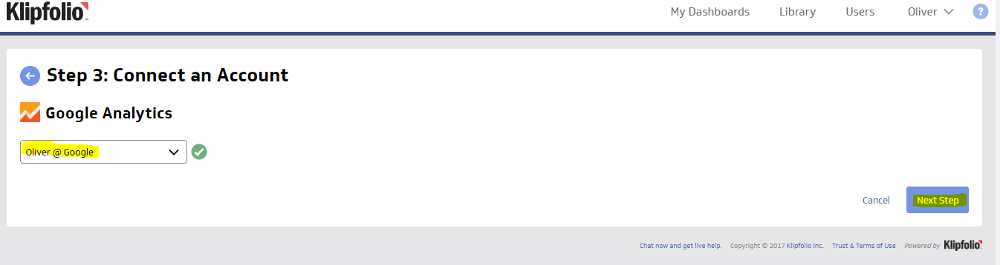 Klipfolio™ My Dashboards Library Users Oliver ?
Step 3: Connect an Account
Google Analytics
Oliver @ Google
Cancel Next Step
Chat now and get live help. Copyright © 2017 Klipfolio Inc. Trust & Terms of Use Powered by Klipfolio